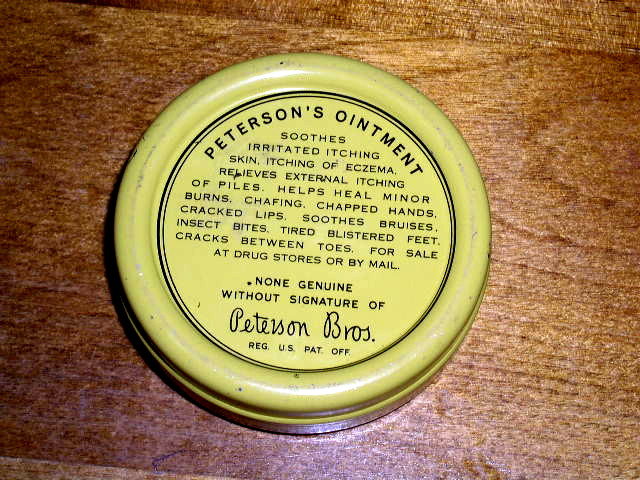 PETERSON'S OINTMENT
SOOTHES
IRRITATED ITCHING
SKIN, ITCHING OF ECZEMA.
RELIEVES EXTERNAL ITCHING
OF PILES. HELPS HEAL MINOR
BURNS, CHAFING, CHAPPED HANDS,
CRACKED LIPS. SOOTHES BRUISES,
INSECT BITES, TIRED BLISTERED FEET,
CRACKS BETWEEN TOES. FOR SALE
AT DRUG STORES OR BY MAIL.
NONE GENUINE
WITHOUT SIGNATURE OF
Peterson Bros.
REG. U.S. PAT. OFF.